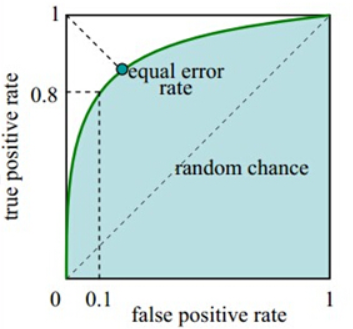 1
equal error
rate
0.8
true positive rate
random chance
0
0.1
1
false positive rate